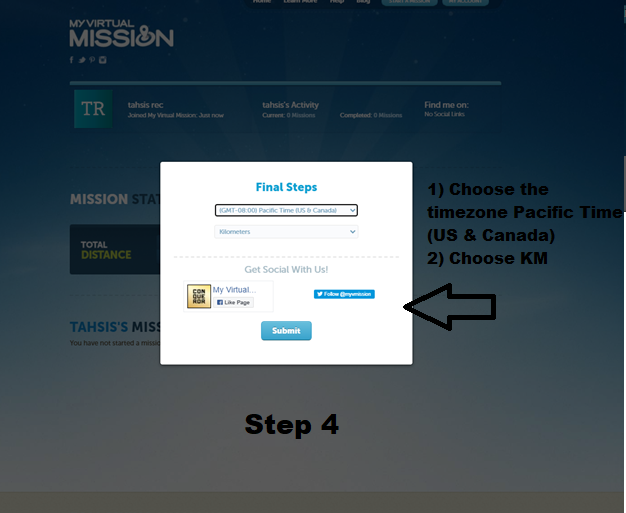 Home Learn More Help Blog START A MISSION MY ACCOUNT
MY VIRTUAL
MISSION
TR
tahsis rec
Joined My Virtual Mission: Just now
tahsis's Activity
Current: 0 Missions Completed: 0 Missions
Find me on:
No Social Links
Final Steps
(GMT-08:00) Pacific Time (US & Canada)
Kilometers
Get Social With Us!
CON
QUE
ROR
My Virtual...
Like Page
Follow @myvmission
Submit
1) Choose the
timezone Pacific Time
(US & Canada)
2) Choose KM
MISSION STA
TOTAL
DISTANCE
TAHSIS'S MISS
You have not started a missio
Step 4